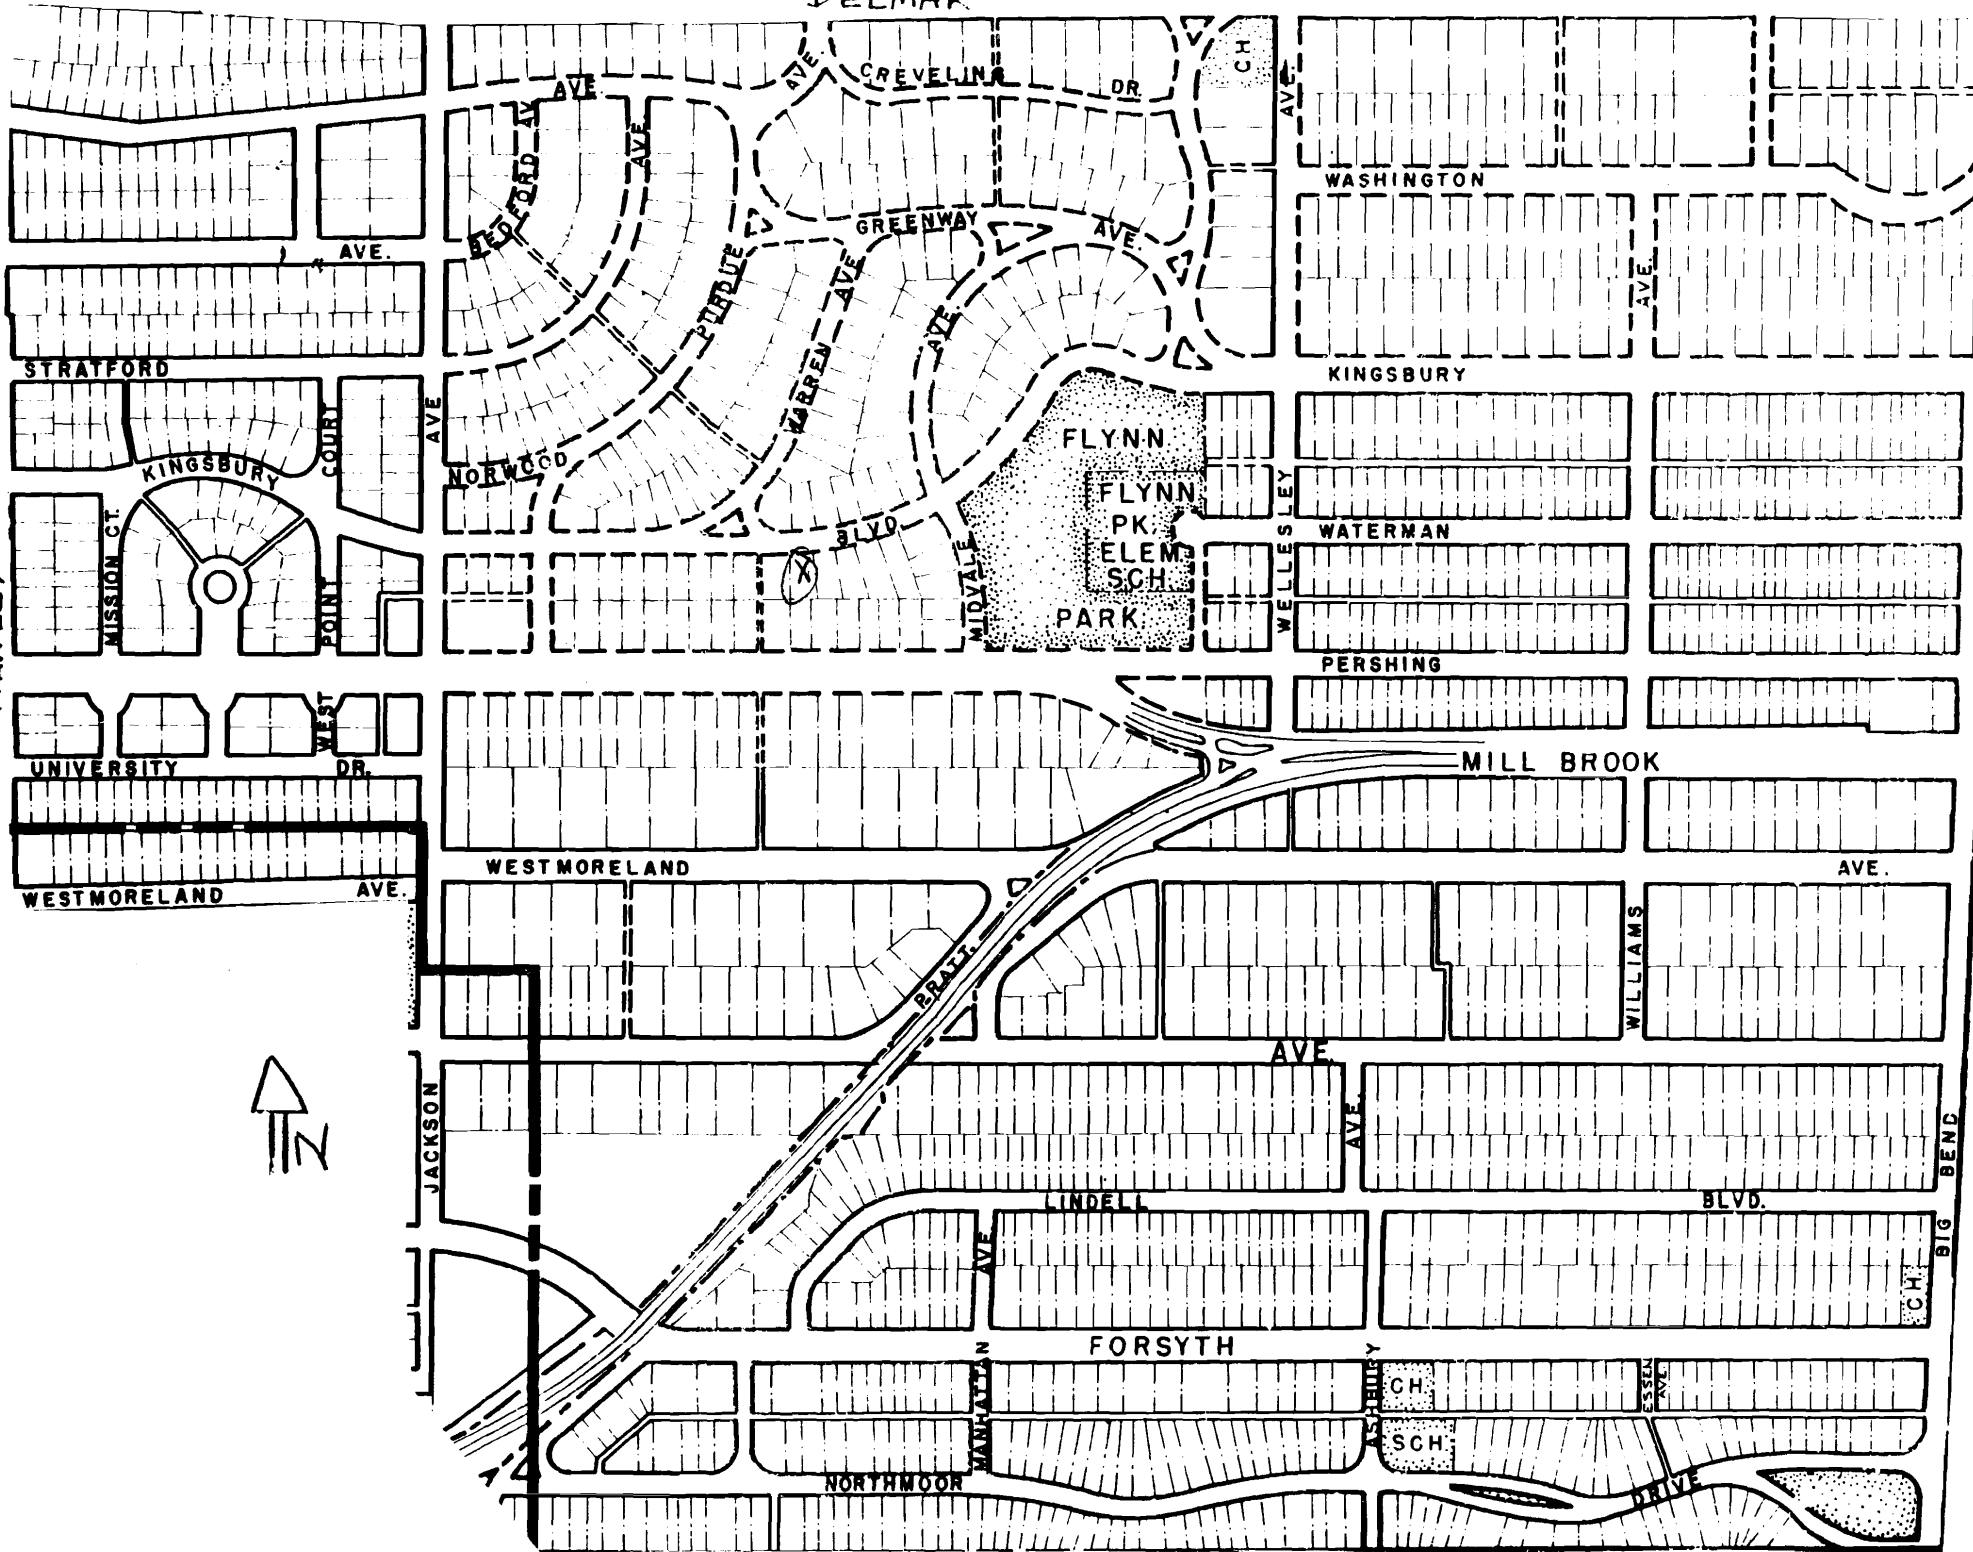 DELMAR
CH
AVE.
CREVELING
DR.
AVE.
AVE
BEDFORD AV
AVE.
WASHINGTON
GREENWAY
AVE.
AVE.
PURDUE
AVE
AVE.
AVE.
STRATFORD
KINGSBURY
WARREN
AVE
COURT
FLYNN
KINGSBURY
NORWOOD
FLYNN
PK.
ELEM
SCH.
PARK
WELLESLEY
WATERMAN
BLVD
X
MISSION CT.
POINT
MIDVALE
PERSHING
WEST
UNIVERSITY
DR.
MILL BROOK
WESTMORELAND
AVE.
WESTMORELAND
AVE.
PRATT.
WILLIAMS
AVE.
N
JACKSON
AVE.
BIG BEND
LINDELL
BLVD.
AVE
CH
FORSYTH
MANHATTAN
ASHBURY
CH
ESSEN
AVE.
SCH
NORTHMOOR
DRIVE